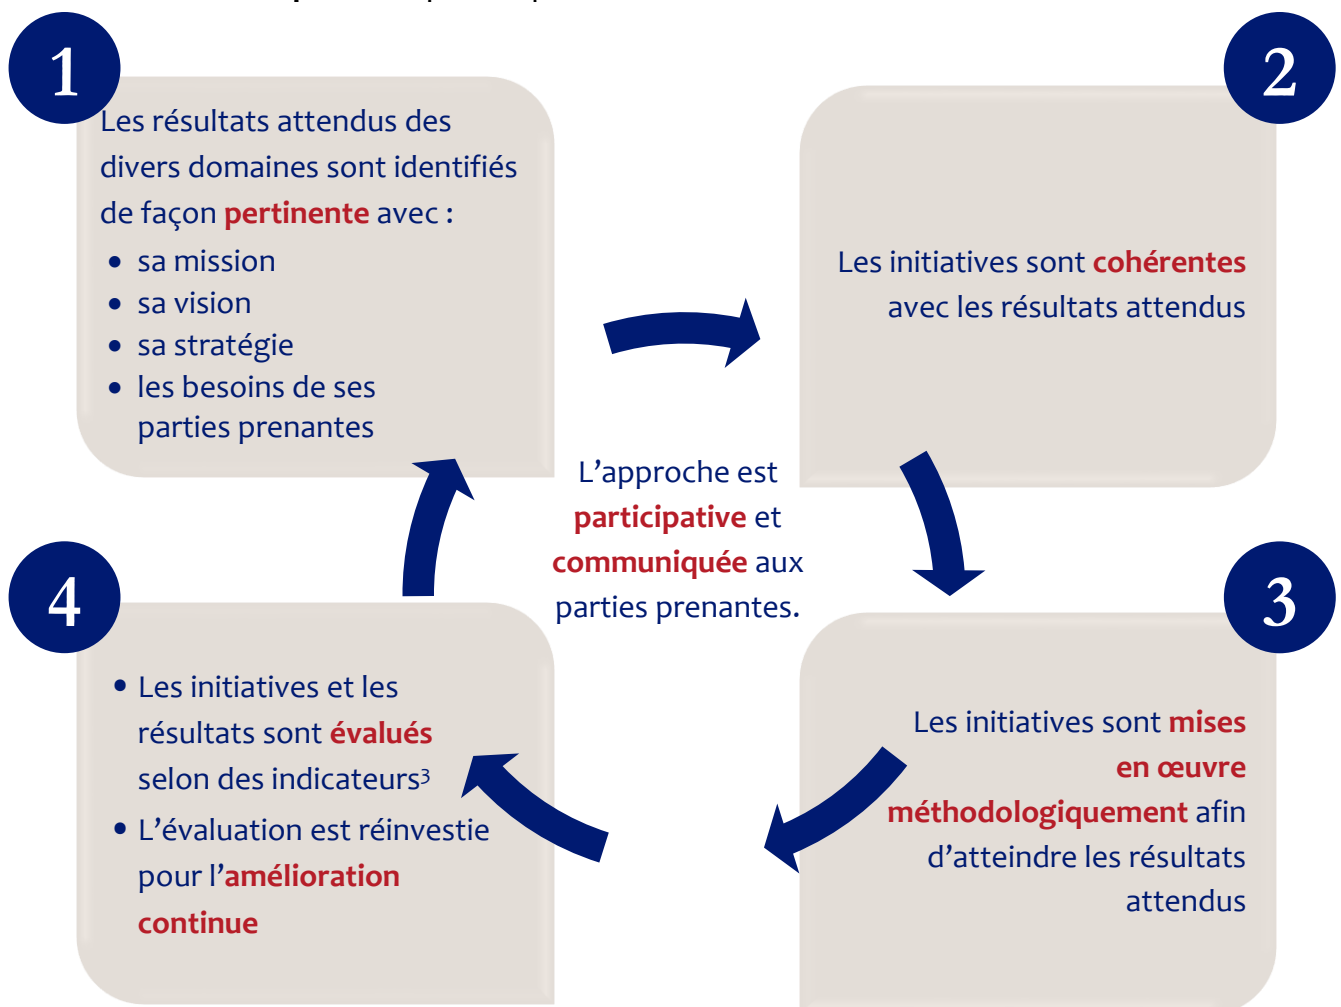 1
Les résultats attendus des
divers domaines sont identifiés
de façon pertinente avec :
• sa mission
• sa vision
• sa stratégie
• les besoins de ses
parties prenantes
2
Les initiatives sont cohérentes
avec les résultats attendus
L’approche est
participative et
communiquée aux
parties prenantes.
3
Les initiatives sont mises
en œuvre
méthodologiquement afin
d’atteindre les résultats
attendus
4
• Les initiatives et les
résultats sont évalués
selon des indicateurs³
• L’évaluation est réinvestie
pour l’amélioration
continue